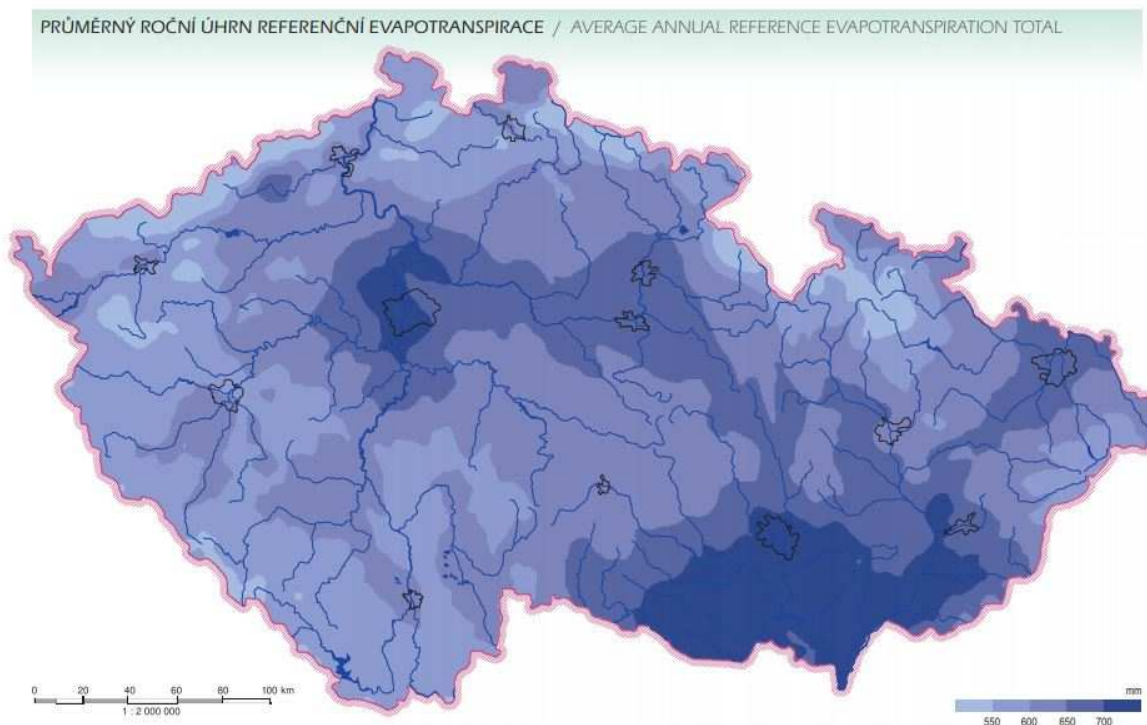 PRŮMĚRNÝ ROČNÍ ÚHRN REFERENČNÍ EVAPOTRANSPIRACE / AVERAGE ANNUAL REFERENCE EVAPOTRANSPIRATION TOTAL
0 20 40 60 80 100 km
1 : 2 000 000
mm
550 600 650 700